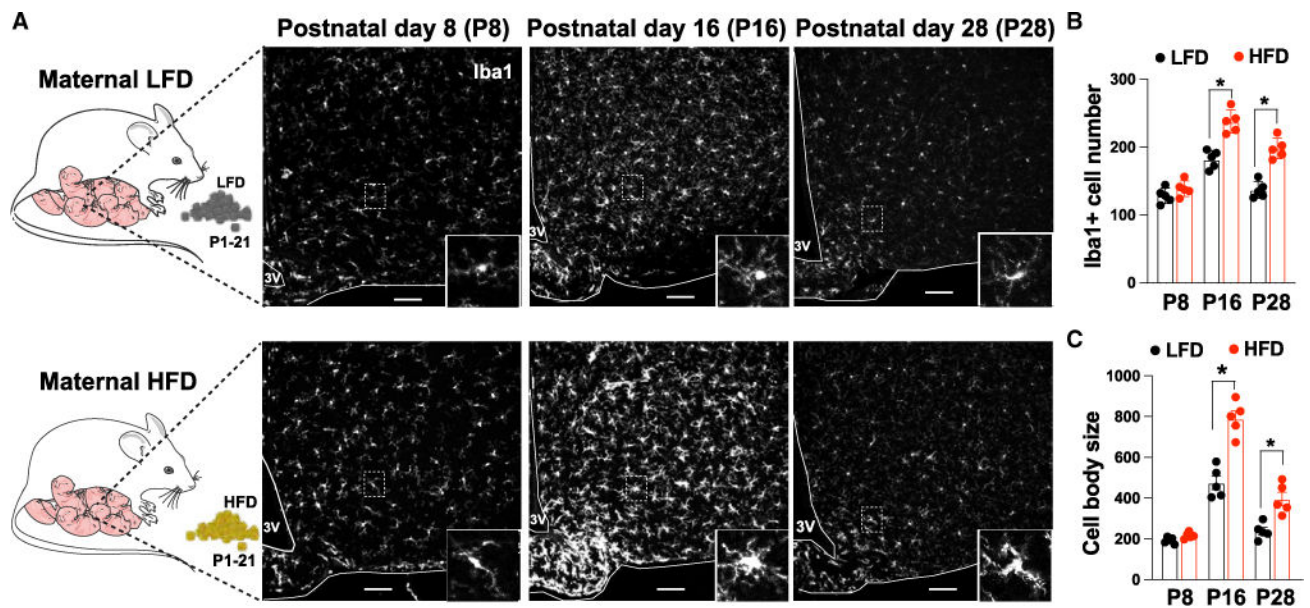 A
Postnatal day 8 (P8)
Postnatal day 16 (P16)
Postnatal day 28 (P28)
Iba1
Maternal LFD
LFD
P1-21
3V
3V
3V
Maternal HFD
HFD
P1-21
3V
3V
3V
B
LFD HFD
Iba1+ cell number
300
200
100
0
* *
P8 P16 P28
C
LFD HFD
Cell body size
1000
800
600
400
200
0
* *
P8 P16 P28